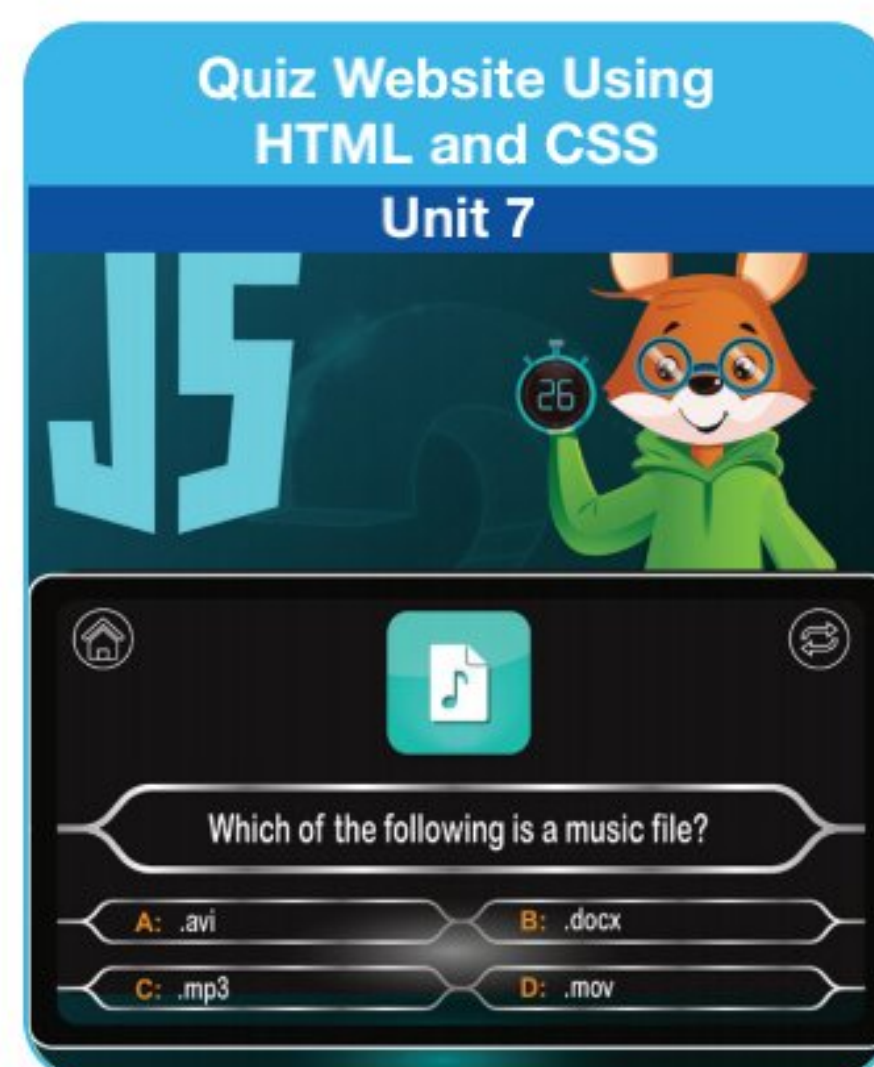 Quiz Website Using
HTML and CSS
Unit 7
JS
26
Which of the following is a music file?
A: .avi
B: .docx
C: .mp3
D: .mov